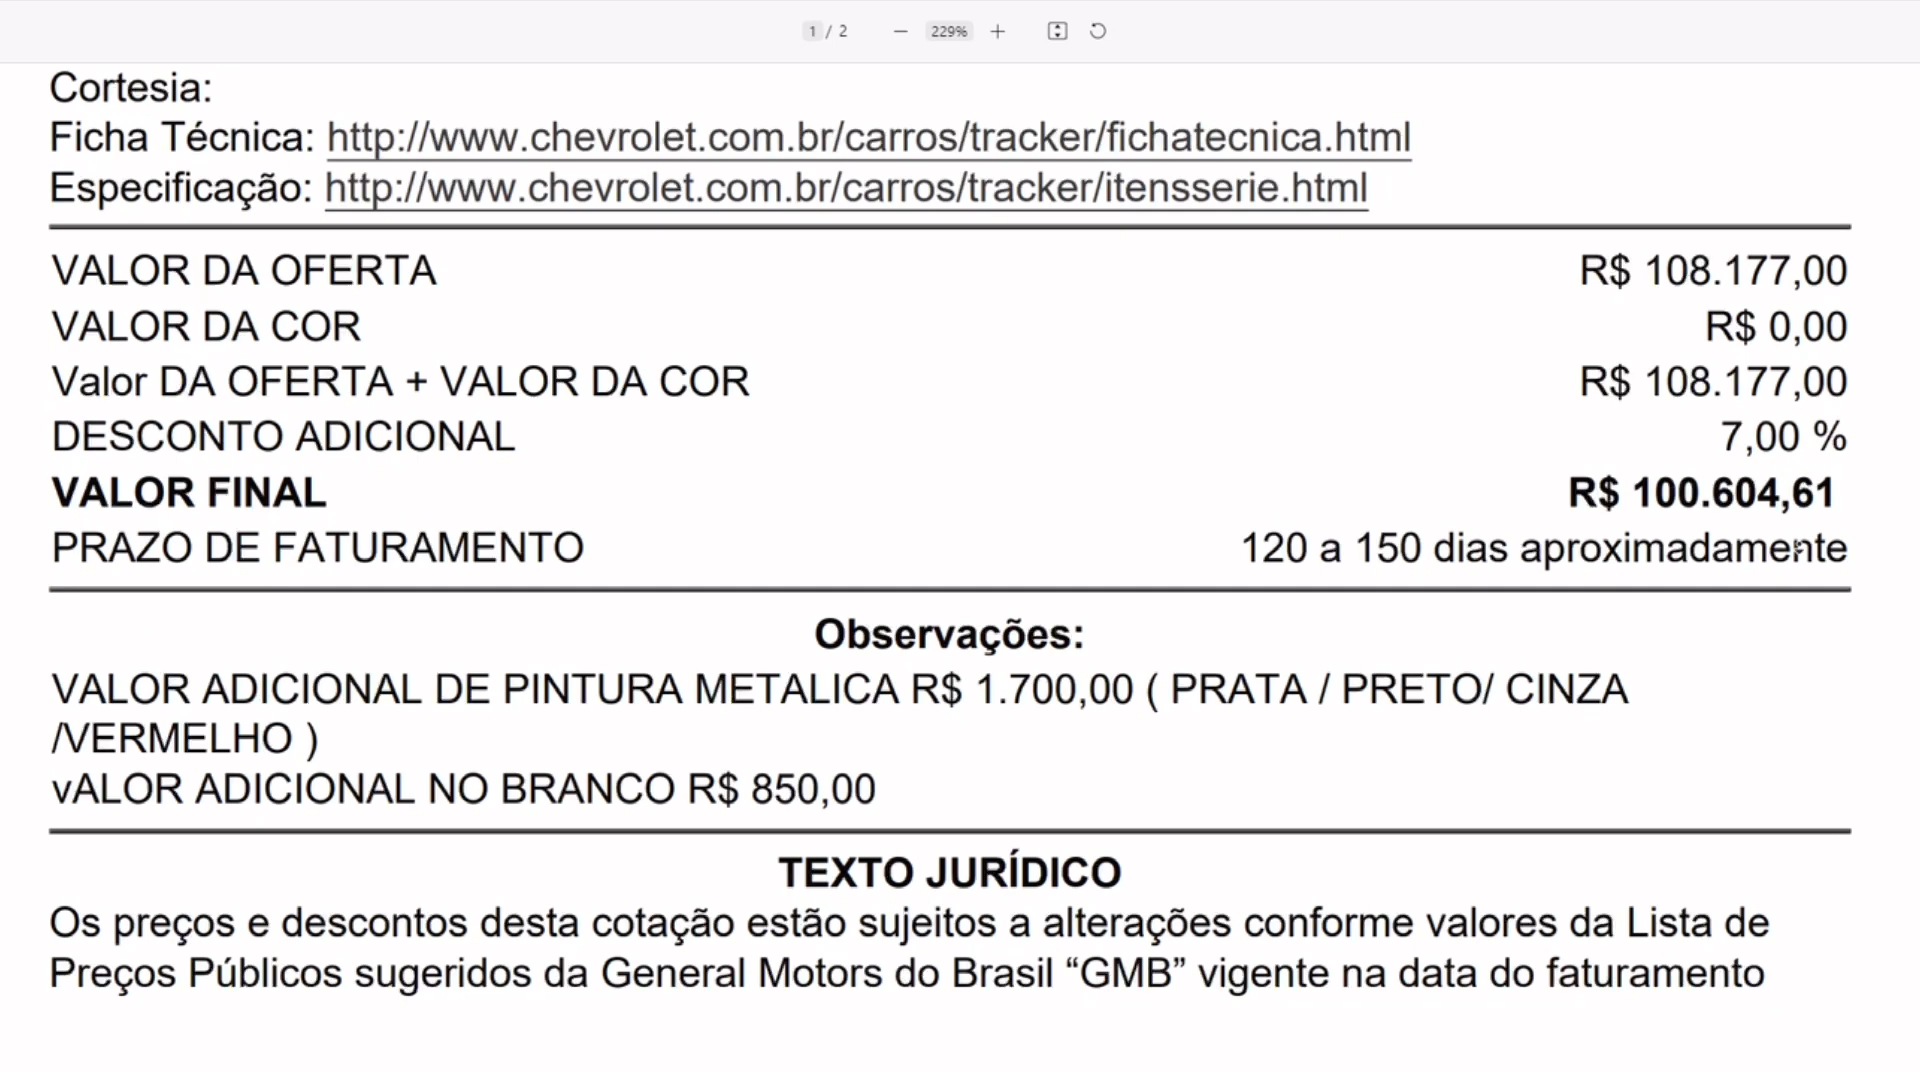 1 / 2 229%
Cortesia:
Ficha Técnica: http://www.chevrolet.com.br/carros/tracker/fichatecnica.html
Especificação: http://www.chevrolet.com.br/carros/tracker/itensserie.html
VALOR DA OFERTA R$ 108.177,00
VALOR DA COR R$ 0,00
Valor DA OFERTA + VALOR DA COR R$ 108.177,00
DESCONTO ADICIONAL 7,00 %
VALOR FINAL R$ 100.604,61
PRAZO DE FATURAMENTO 120 a 150 dias aproximadamente
Observações:
VALOR ADICIONAL DE PINTURA METALICA R$ 1.700,00 ( PRATA / PRETO/ CINZA
/VERMELHO )
vALOR ADICIONAL NO BRANCO R$ 850,00
TEXTO JURÍDICO
Os preços e descontos desta cotação estão sujeitos a alterações conforme valores da Lista de
Preços Públicos sugeridos da General Motors do Brasil “GMB” vigente na data do faturamento